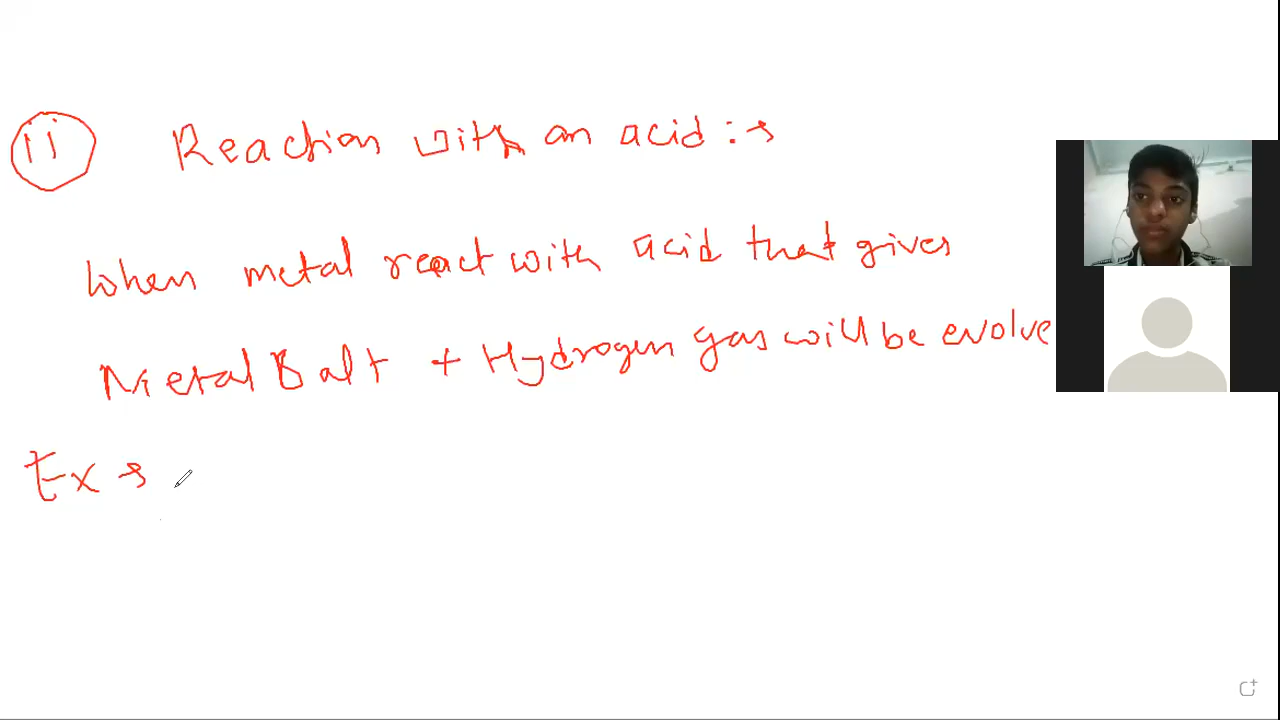 ii Reaction with an acid :→
When metal react with acid that gives
Metal Salt + Hydrogen gas will be evolve
Ex →